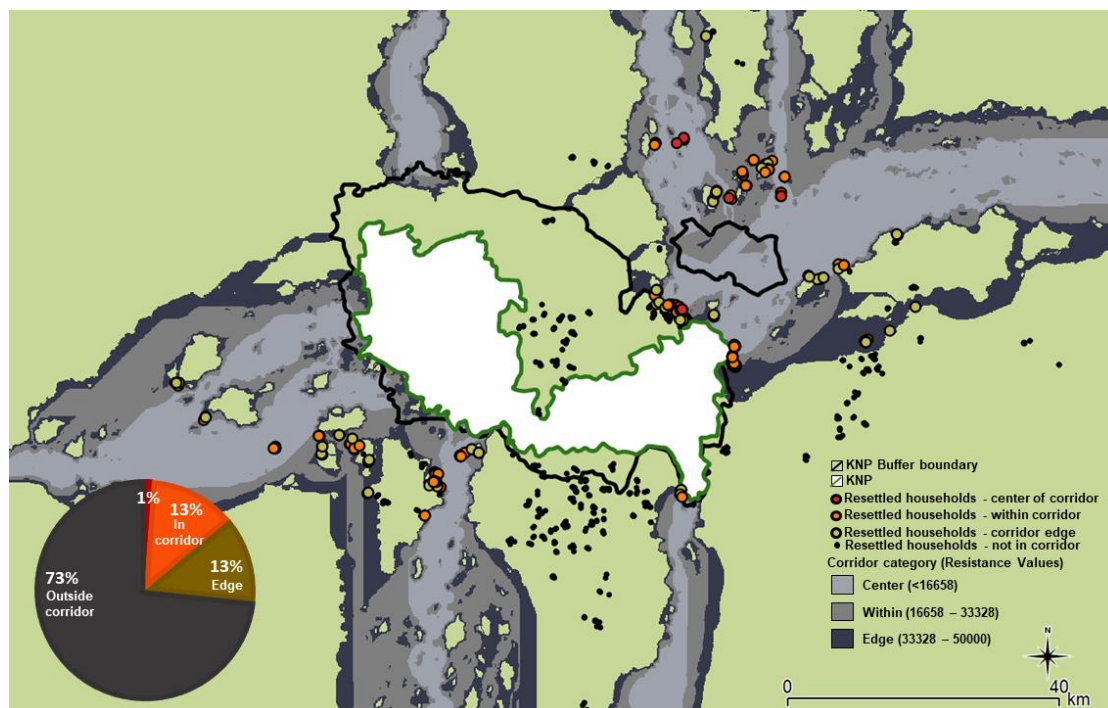 1%
13%
In
corridor
13%
Edge
73%
Outside
corridor
KNP Buffer boundary
KNP
Resettled households - center of corridor
Resettled households - within corridor
Resettled households - corridor edge
Resettled households - not in corridor
Corridor category (Resistance Values)
Center (<16658)
Within (16658 – 33328)
Edge (33328 – 50000)
N
0 40
km